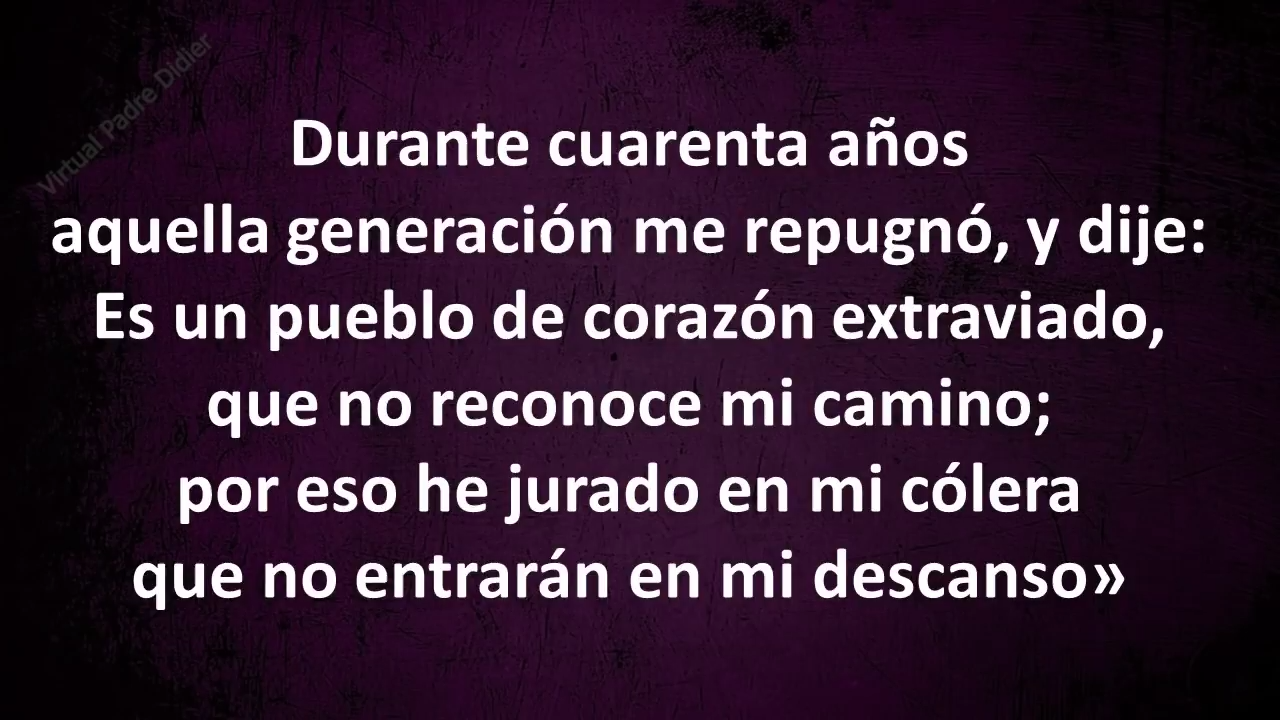 Virtual Padre Didier
Durante cuarenta años
aquella generación me repugnó, y dije:
Es un pueblo de corazón extraviado,
que no reconoce mi camino;
por eso he jurado en mi cólera
que no entrarán en mi descanso»